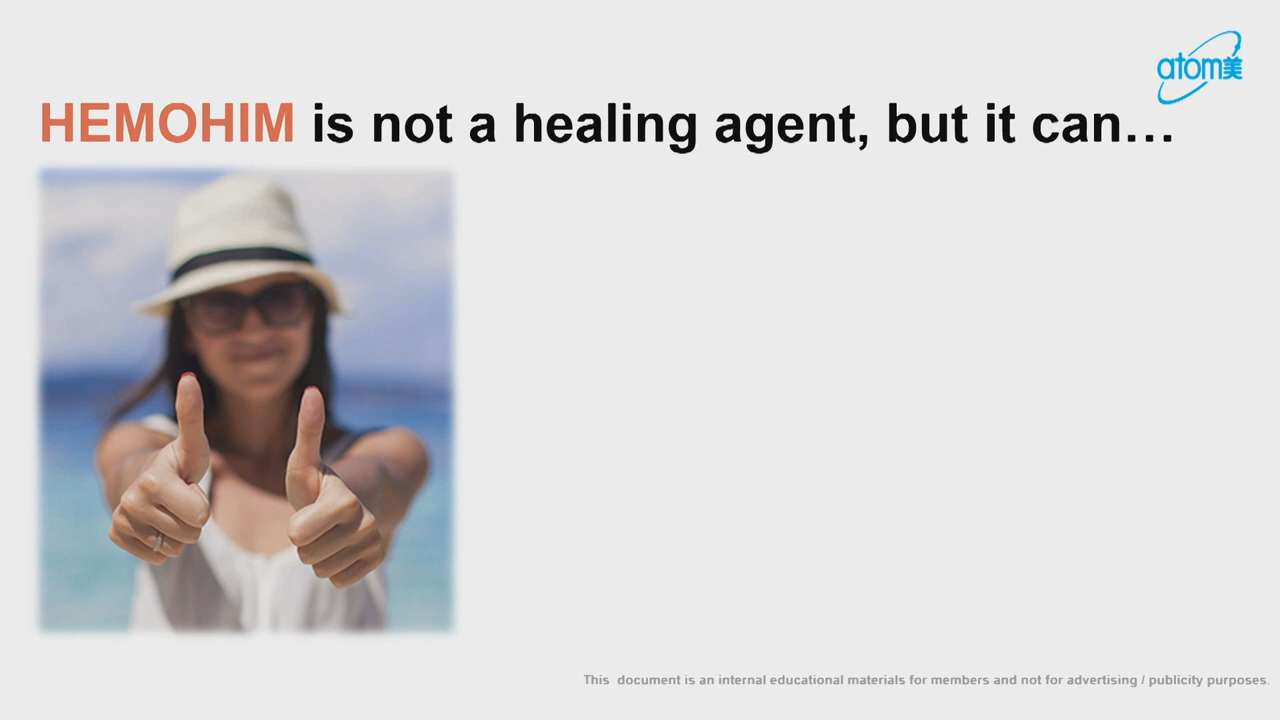 atom美
HEMOHIM is not a healing agent, but it can…
This document is an internal educational materials for members and not for advertising / publicity purposes.